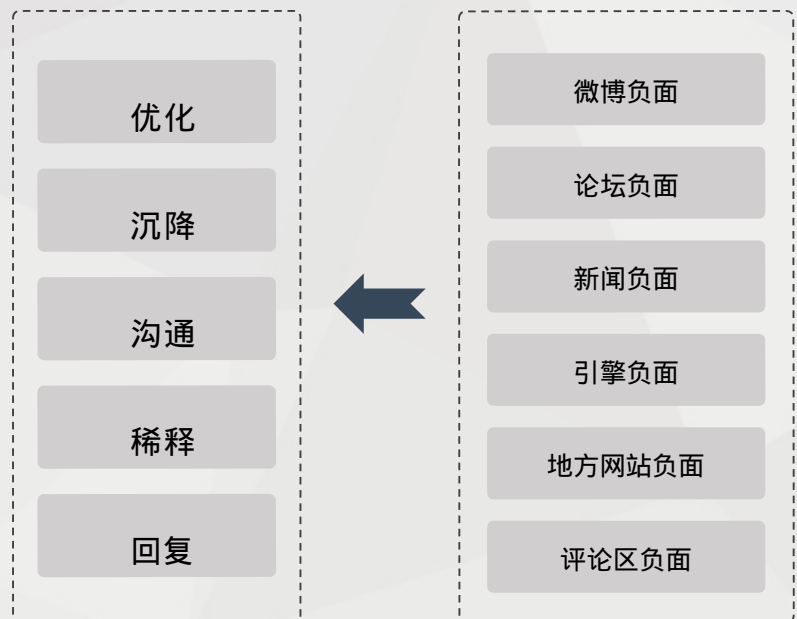 优化
沉降
沟通
稀释
回复
微博负面
论坛负面
新闻负面
引擎负面
地方网站负面
评论区负面